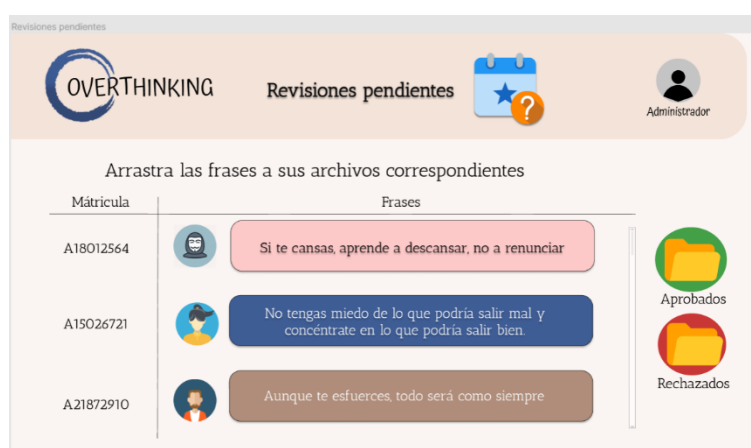 Revisiones pendientes
OVERTHINKING
Revisiones pendientes
?
Administrador
Arrastra las frases a sus archivos correspondientes
Mátricula
Frases
A18012564
Si te cansas, aprende a descansar, no a renunciar
Aprobados
A15026721
No tengas miedo de lo que podría salir mal y
concéntrate en lo que podría salir bien.
Rechazados
A21872910
Aunque te esfuerces, todo será como siempre